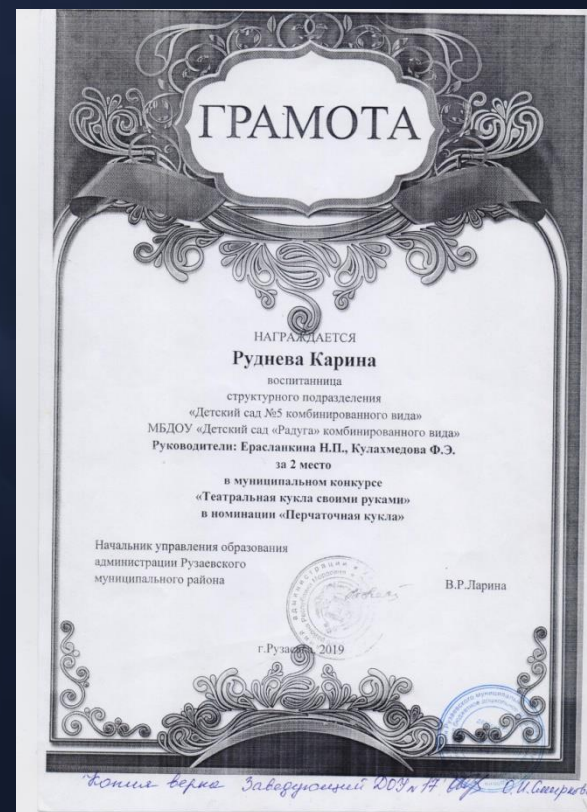 ГРАМОТА
НАГРАЖДАЕТСЯ
Руднева Карина
воспитанница
структурного подразделения
«Детский сад №5 комбинированного вида»
МБДОУ «Детский сад «Радуга» комбинированного вида»
Руководители: Ерасланкина Н.П., Кулахмедова Ф.Э.
за 2 место
в муниципальном конкурсе
«Театральная кукла своими руками»
в номинации «Перчаточная кукла»
Начальник управления образования
администрации Рузаевского
муниципального района
В.Р.Ларина
г.Рузаевка, 2019
Копия верна Заведующий ДОУ №17